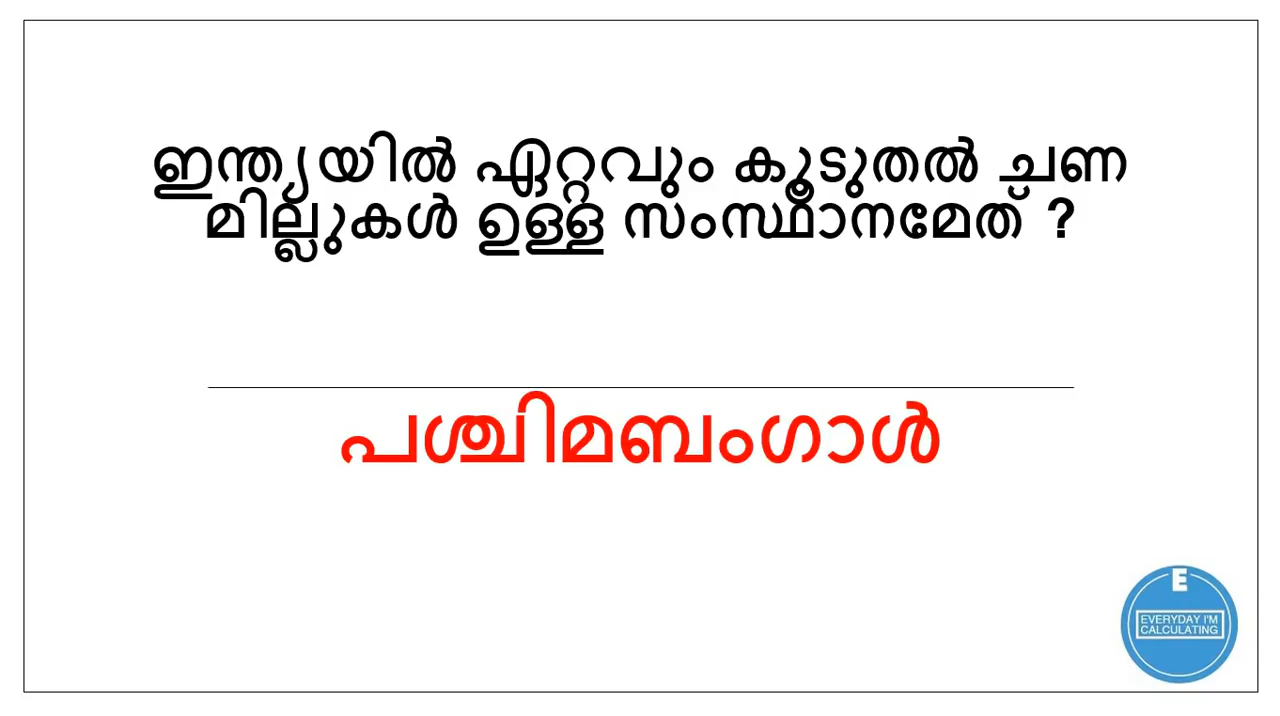 ഇന്ത്യയിൽ ഏറ്റവും കൂടുതൽ ചണ
മില്ലുകൾ ഉള്ള സംസ്ഥാനമേത് ?
പശ്ചിമബംഗാൾ
E
EVERYDAY I'M
CALCULATING